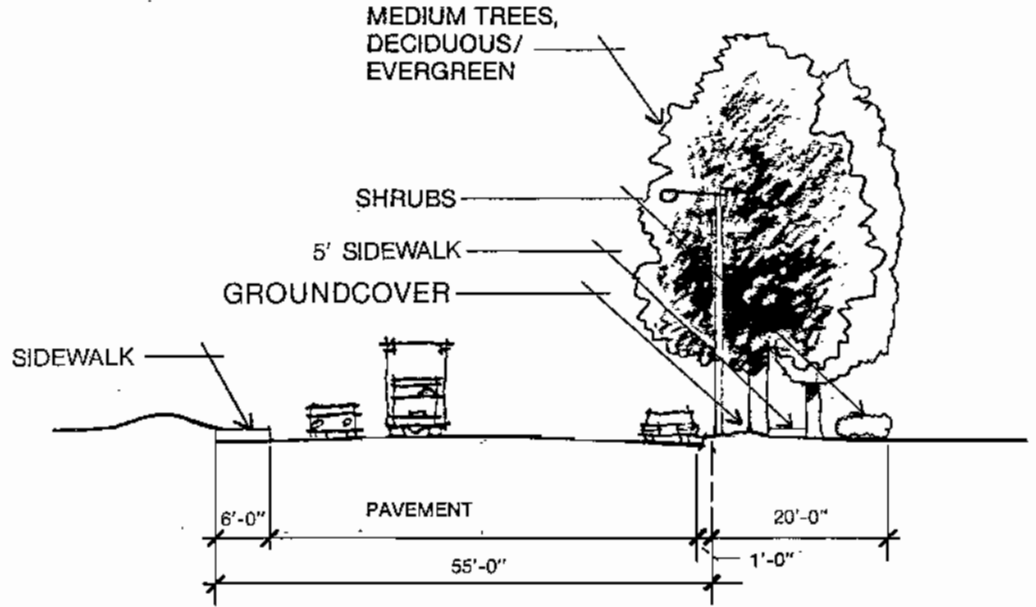 MEDIUM TREES,
DECIDUOUS/
EVERGREEN
SHRUBS
5' SIDEWALK
GROUNDCOVER
SIDEWALK
6'-0"
PAVEMENT
20'-0"
1'-0"
55'-0"